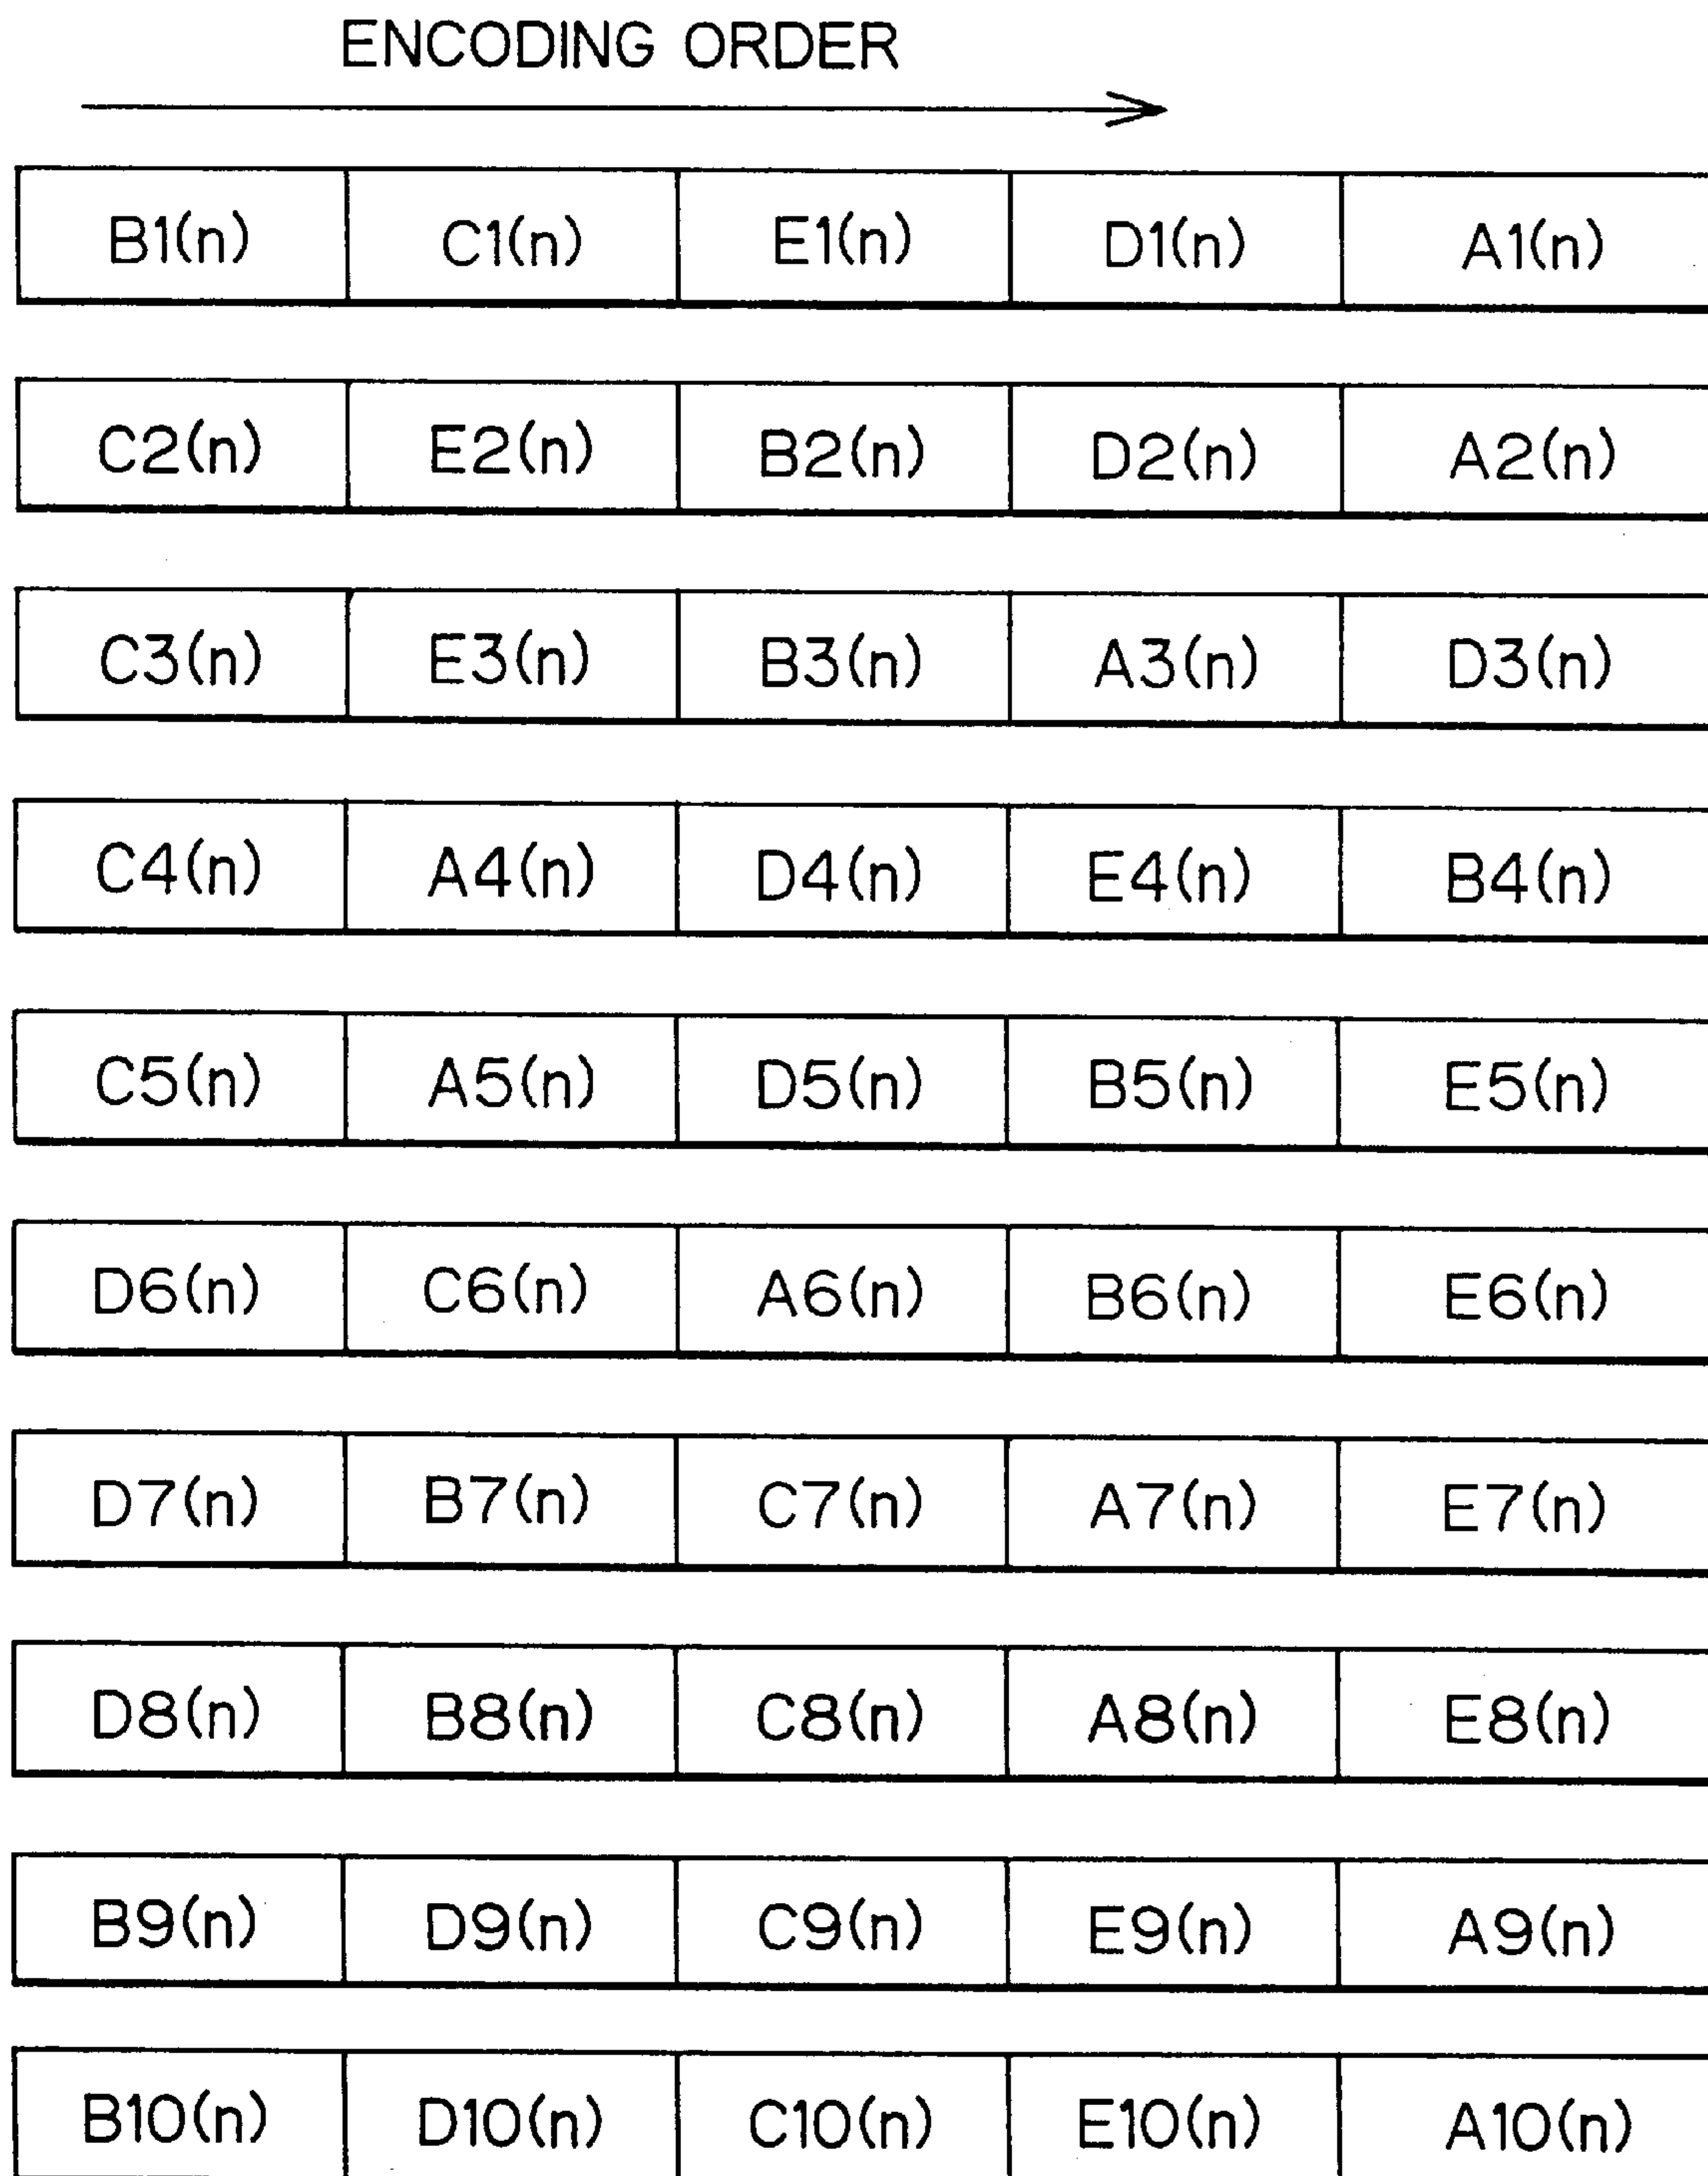 ENCODING ORDER
B1(n) C1(n) E1(n) D1(n) A1(n)
C2(n) E2(n) B2(n) D2(n) A2(n)
C3(n) E3(n) B3(n) A3(n) D3(n)
C4(n) A4(n) D4(n) E4(n) B4(n)
C5(n) A5(n) D5(n) B5(n) E5(n)
D6(n) C6(n) A6(n) B6(n) E6(n)
D7(n) B7(n) C7(n) A7(n) E7(n)
D8(n) B8(n) C8(n) A8(n) E8(n)
B9(n) D9(n) C9(n) E9(n) A9(n)
B10(n) D10(n) C10(n) E10(n) A10(n)